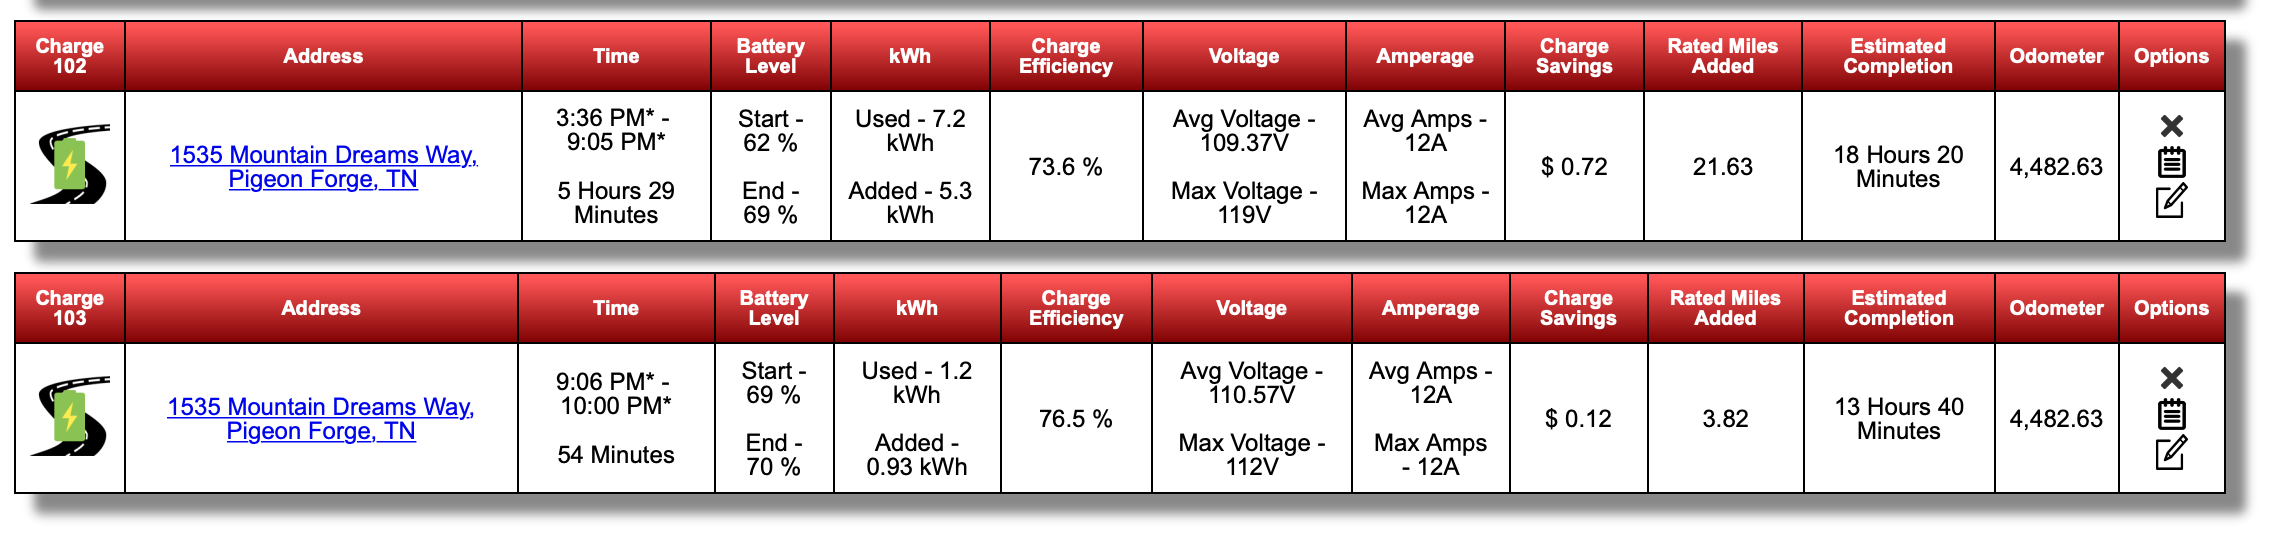 Charge
102
Address
Time
Battery
Level
kWh
Charge
Efficiency
Voltage
Amperage
Charge
Savings
Rated Miles
Added
Estimated
Completion
Odometer
Options
1535 Mountain Dreams Way,
Pigeon Forge, TN
3:36 PM* -
9:05 PM*
5 Hours 29
Minutes
Start -
62 %
End -
69 %
Used - 7.2
kWh
Added - 5.3
kWh
73.6 %
Avg Voltage -
109.37V
Max Voltage -
119V
Avg Amps -
12A
Max Amps -
12A
$ 0.72
21.63
18 Hours 20
Minutes
4,482.63
Charge
103
Address
Time
Battery
Level
kWh
Charge
Efficiency
Voltage
Amperage
Charge
Savings
Rated Miles
Added
Estimated
Completion
Odometer
Options
1535 Mountain Dreams Way,
Pigeon Forge, TN
9:06 PM* -
10:00 PM*
54 Minutes
Start -
69 %
End -
70 %
Used - 1.2
kWh
Added -
0.93 kWh
76.5 %
Avg Voltage -
110.57V
Max Voltage -
112V
Avg Amps -
12A
Max Amps
- 12A
$ 0.12
3.82
13 Hours 40
Minutes
4,482.63